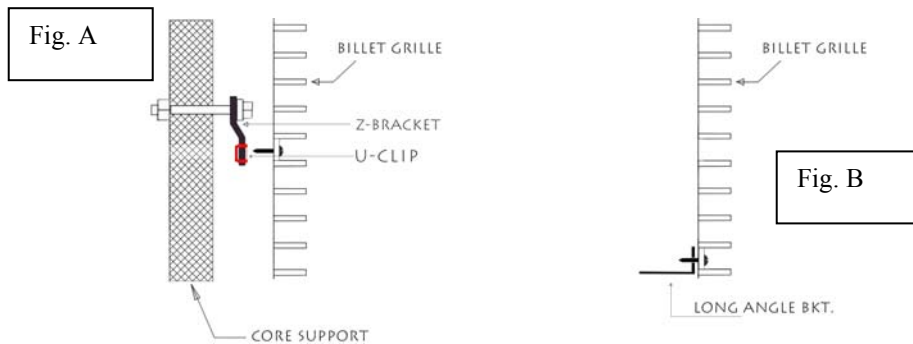 Fig. A
BILLET GRILLE
Z-BRACKET
U-CLIP
CORE SUPPORT
BILLET GRILLE
Fig. B
LONG ANGLE BKT.